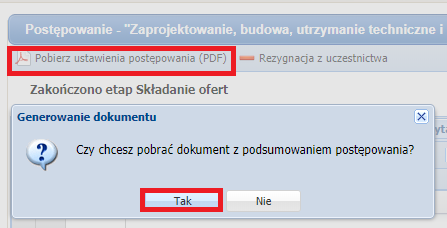 Postępowanie - "Zaprojektowanie, budowa, utrzymanie techniczne i
Pobierz ustawienia postępowania (PDF) Rezygnacja z uczestnictwa
Zakończono etap Składanie ofert
Generowanie dokumentu
Czy chcesz pobrać dokument z podsumowaniem postępowania?
Tak Nie